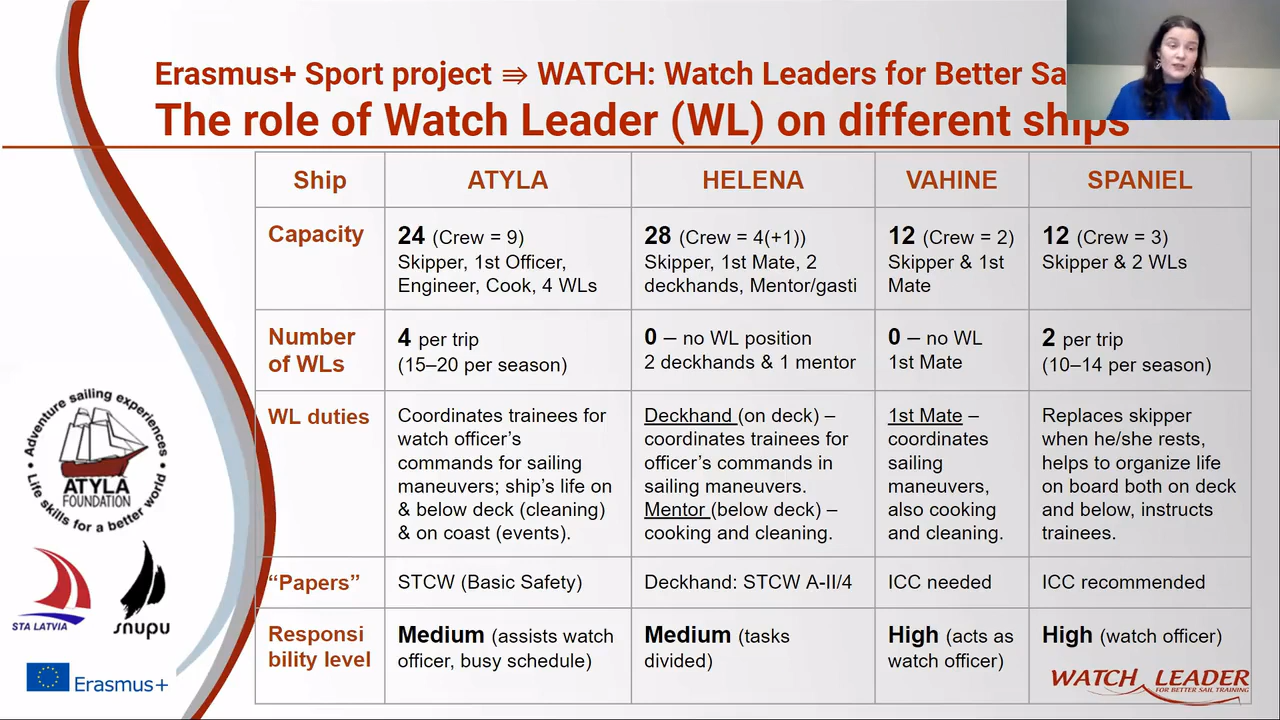 Erasmus+ Sport project ⇛ WATCH: Watch Leaders for Better Sa
The role of Watch Leader (WL) on different ships
Ship
ATYLA
HELENA
VAHINE
SPANIEL
Capacity
24 (Crew = 9)
Skipper, 1st Officer,
Engineer, Cook, 4 WLs
28 (Crew = 4(+1))
Skipper, 1st Mate, 2
deckhands, Mentor/gasti
12 (Crew = 2)
Skipper & 1st
Mate
12 (Crew = 3)
Skipper & 2 WLs
Number
of WLs
4 per trip
(15–20 per season)
0 – no WL position
2 deckhands & 1 mentor
0 – no WL
1st Mate
2 per trip
(10–14 per season)
WL duties
Coordinates trainees for
watch officer's
commands for sailing
maneuvers; ship's life on
& below deck (cleaning)
& on coast (events).
Deckhand (on deck) –
coordinates trainees for
officer's commands in
sailing maneuvers.
Mentor (below deck) –
cooking and cleaning.
1st Mate –
coordinates
sailing
maneuvers,
also cooking
and cleaning.
Replaces skipper
when he/she rests,
helps to organize life
on board both on deck
and below, instructs
trainees.
"Papers"
STCW (Basic Safety)
Deckhand: STCW A-II/4
ICC needed
ICC recommended
Responsi
bility level
Medium (assists watch
officer, busy schedule)
Medium (tasks
divided)
High (acts as
watch officer)
High (watch officer)
Adventure sailing experiences
ATYLA
FOUNDATION
Life skills for a better world
STA LATVIA
snupu
Erasmus+
WATCH LEADER
FOR BETTER SAIL TRAINING